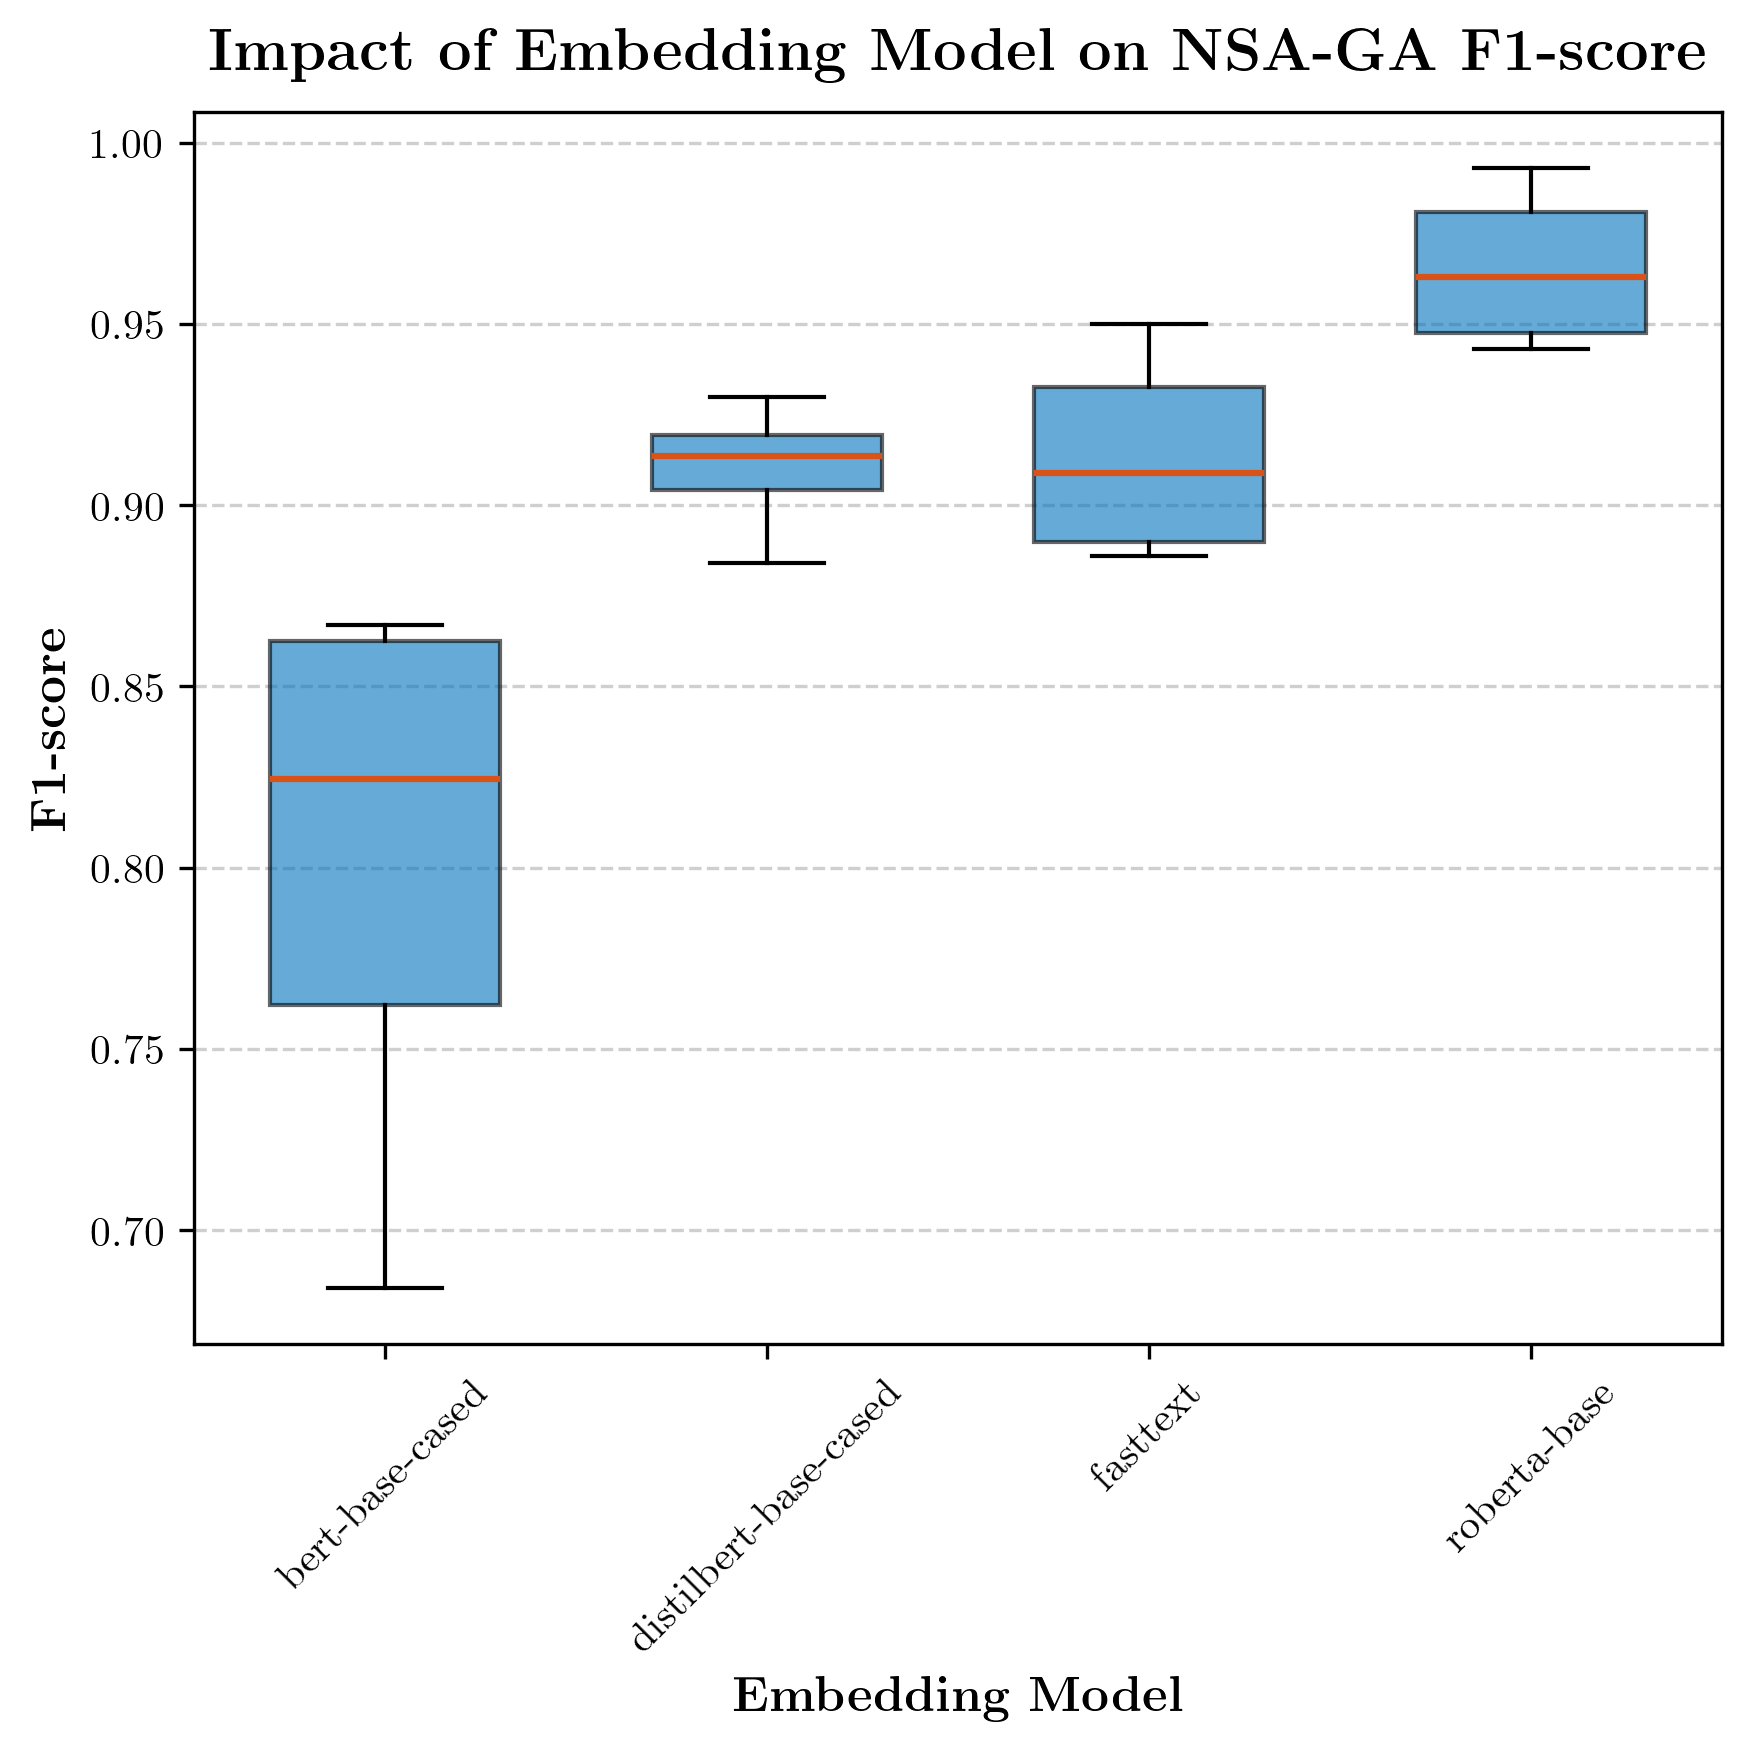 Impact of Embedding Model on NSA-GA F1-score
1.00
0.95
0.90
0.85
0.80
0.75
0.70
F1-score
bert-base-cased
distilbert-base-cased
fasttext
roberta-base
Embedding Model